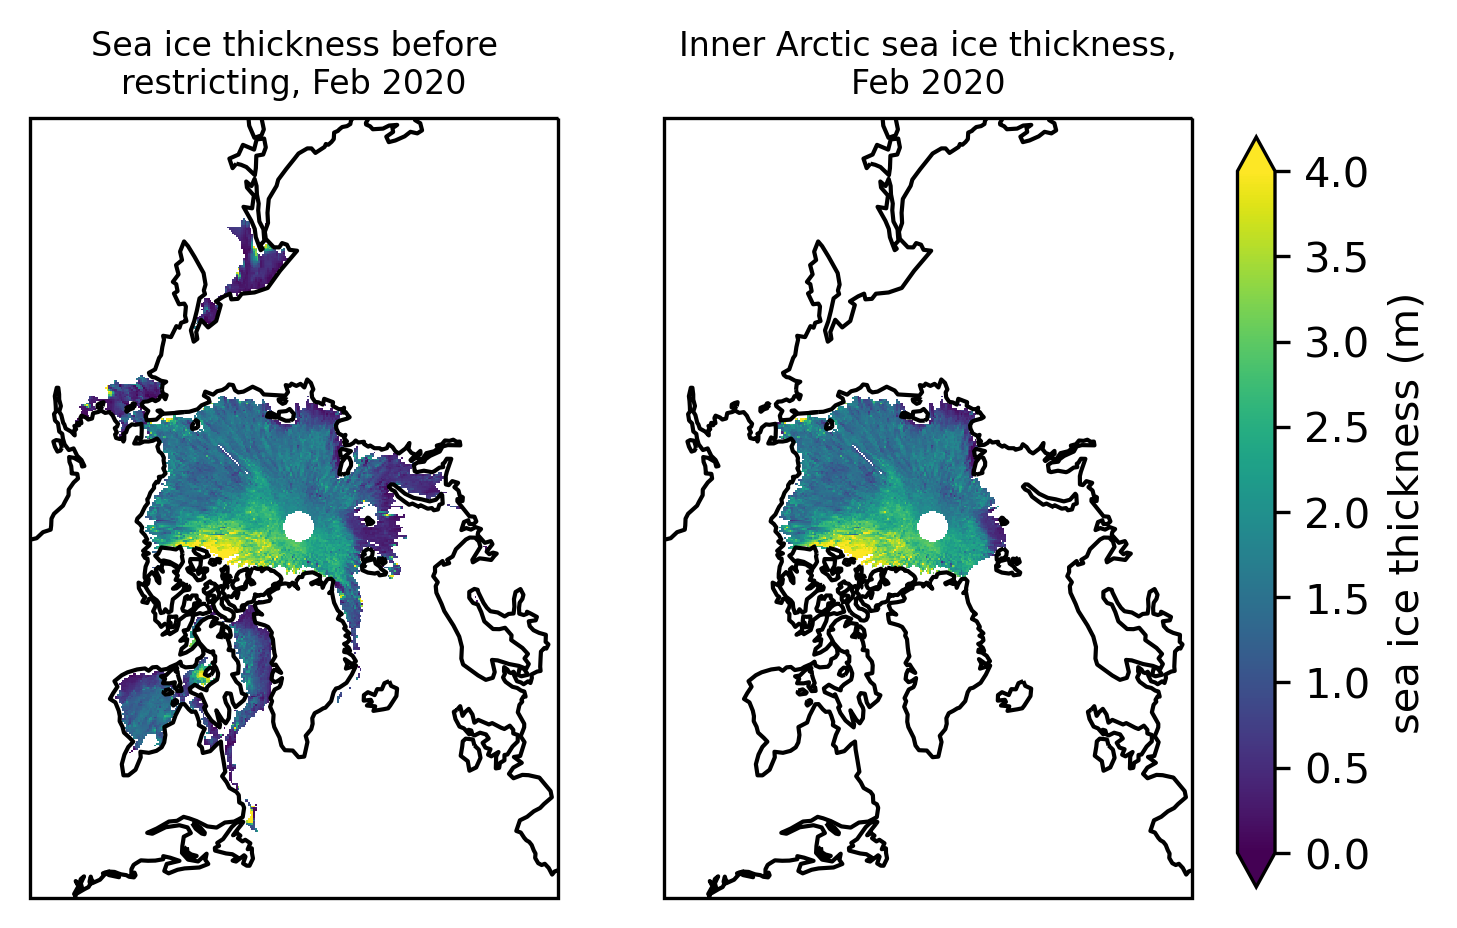 Sea ice thickness before
restricting, Feb 2020
Inner Arctic sea ice thickness,
Feb 2020
4.0
3.5
3.0
2.5
2.0
1.5
1.0
0.5
0.0
sea ice thickness (m)